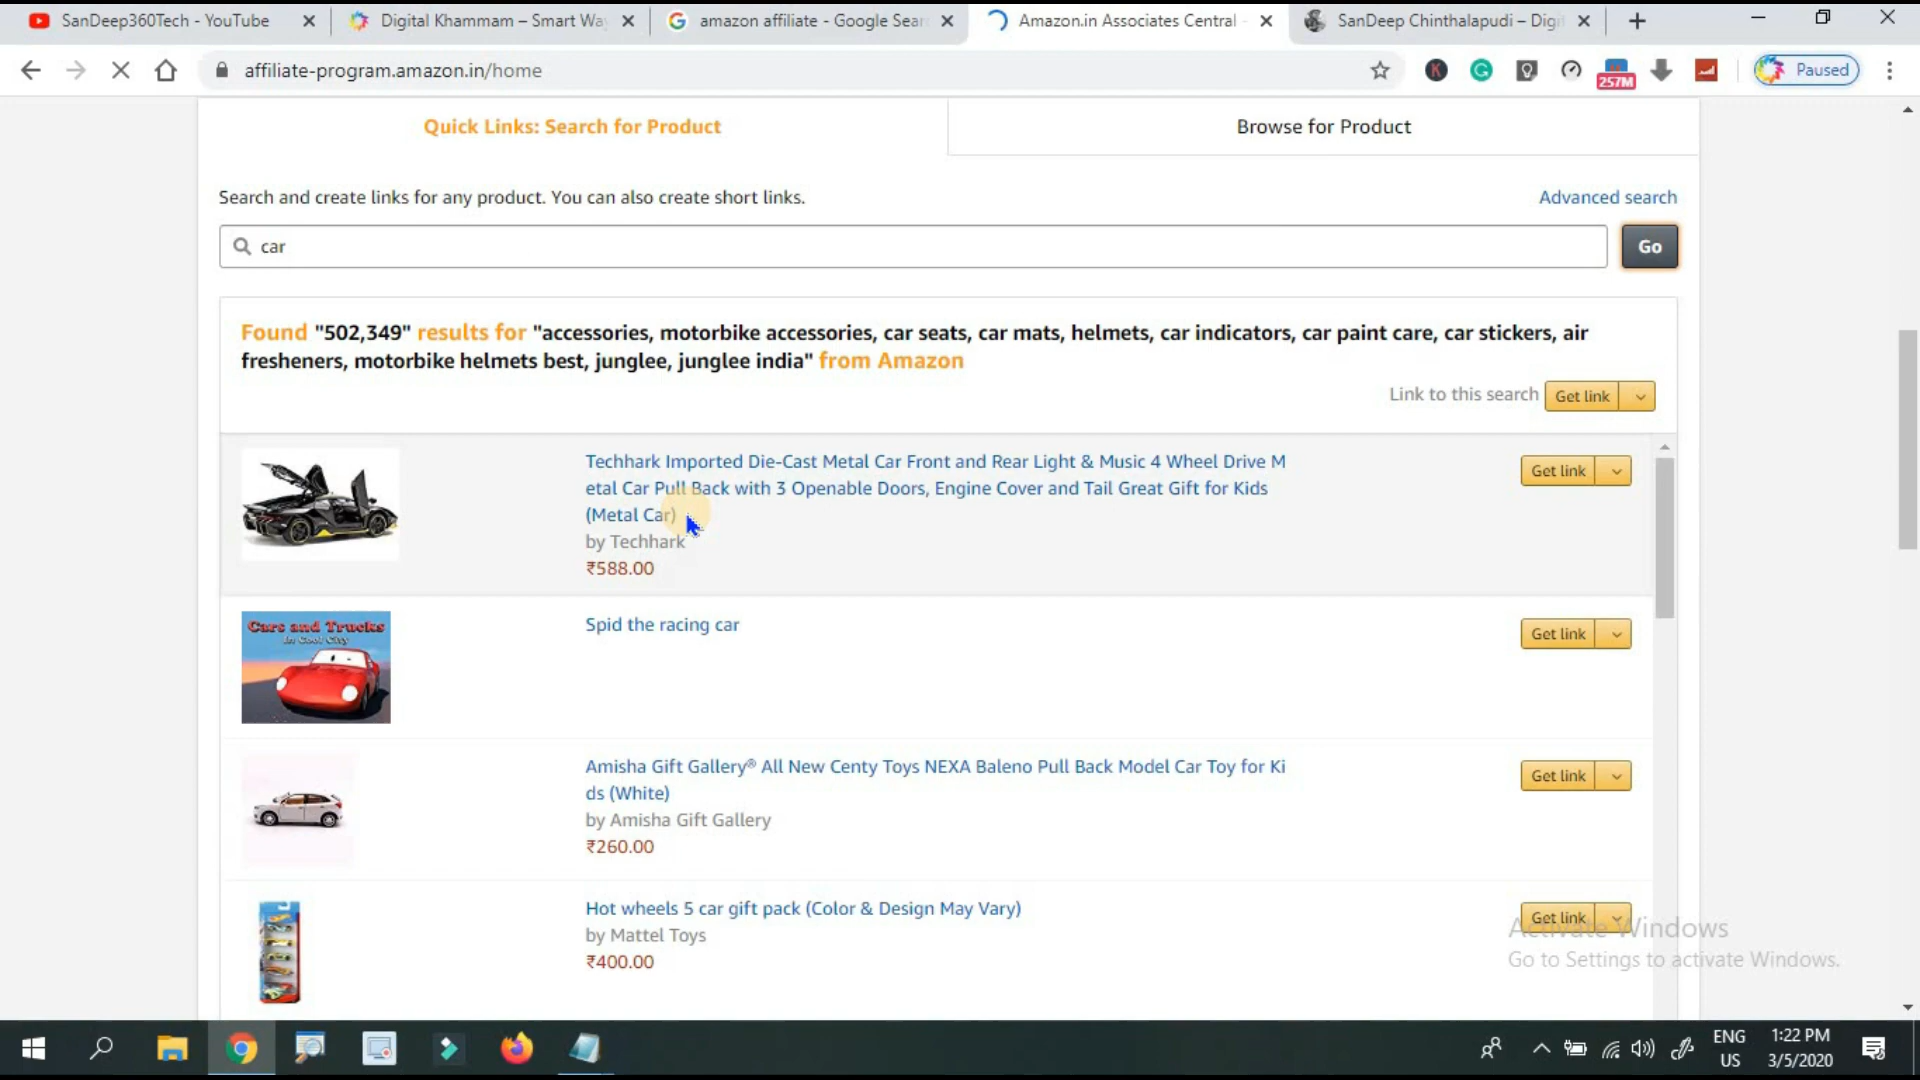 SanDeep360Tech - YouTube
Digital Khammam – Smart Wa
amazon affiliate - Google Sear
Amazon.in Associates Central -
SanDeep Chinthalapudi – Digi
affiliate-program.amazon.in/home
257M
Paused
Quick Links: Search for Product
Browse for Product
Search and create links for any product. You can also create short links.
Advanced search
car
Go
Found "502,349" results for "accessories, motorbike accessories, car seats, car mats, helmets, car indicators, car paint care, car stickers, air
fresheners, motorbike helmets best, junglee, junglee india" from Amazon
Link to this search
Get link
Techhark Imported Die-Cast Metal Car Front and Rear Light & Music 4 Wheel Drive M
etal Car Pull Back with 3 Openable Doors, Engine Cover and Tail Great Gift for Kids
(Metal Car)
by Techhark
₹588.00
Get link
Cars and Trucks
In Cool City
Spid the racing car
Get link
Amisha Gift Gallery® All New Centy Toys NEXA Baleno Pull Back Model Car Toy for Ki
ds (White)
by Amisha Gift Gallery
₹260.00
Get link
Hot wheels 5 car gift pack (Color & Design May Vary)
by Mattel Toys
₹400.00
Get link
Activate Windows
Go to Settings to activate Windows.
ENG
US
1:22 PM
3/5/2020